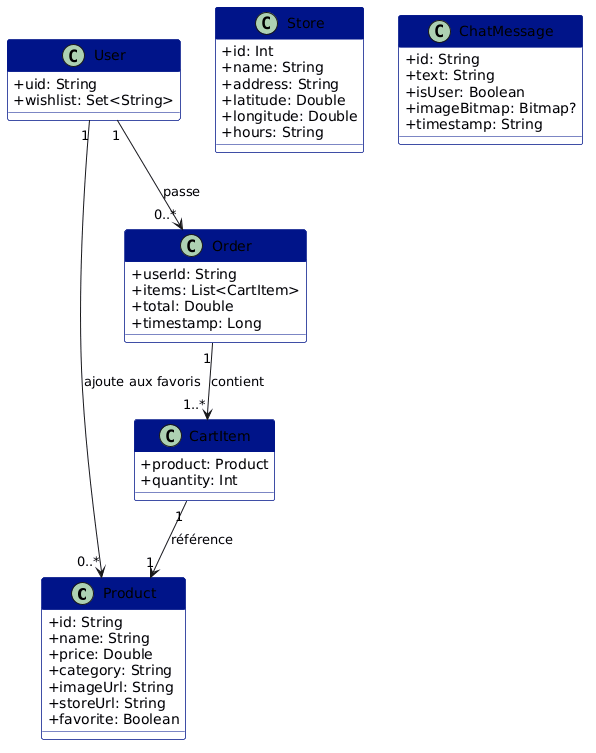 C User
+uid: String
+wishlist: Set<String>
C Store
+id: Int
+name: String
+address: String
+latitude: Double
+longitude: Double
+hours: String
C ChatMessage
+id: String
+text: String
+isUser: Boolean
+imageBitmap: Bitmap?
+timestamp: String
1
1
passe
0..*
C Order
+userId: String
+items: List<CartItem>
+total: Double
+timestamp: Long
1
ajoute aux favoris
contient
1..*
C CartItem
+product: Product
+quantity: Int
1
référence
0..*
1
C Product
+id: String
+name: String
+price: Double
+category: String
+imageUrl: String
+storeUrl: String
+favorite: Boolean